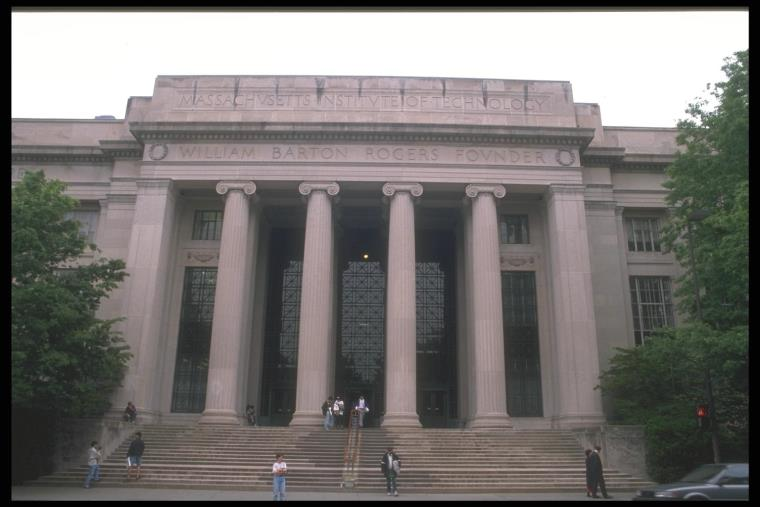 MASSACHVSETTS INSTITVTE OF TECHNOLOGY
WILLIAM BARTON ROGERS FOVNDER